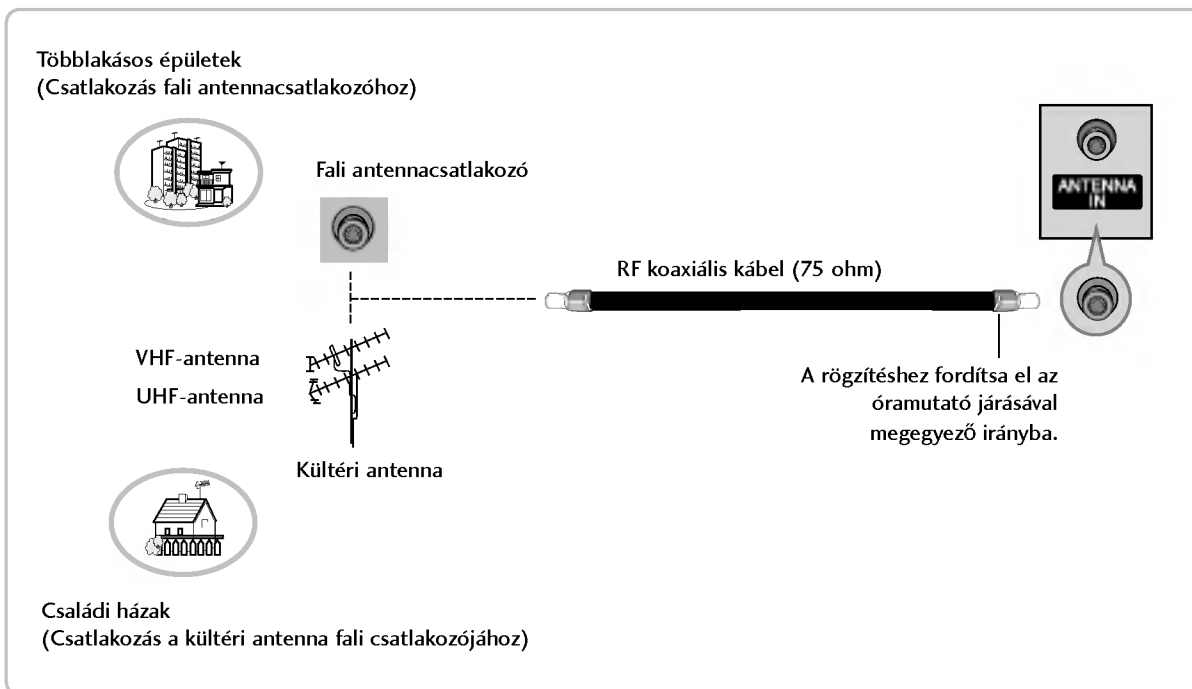 Többlakásos épületek
(Csatlakozás fali antennacsatlakozóhoz)
Fali antennacsatlakozó
ANTENNA
IN
RF koaxiális kábel (75 ohm)
VHF-antenna
UHF-antenna
A rögzítéshez fordítsa el az
óramutató járásával
megegyező irányba.
Kültéri antenna
Családi házak
(Csatlakozás a kültéri antenna fali csatlakozójához)